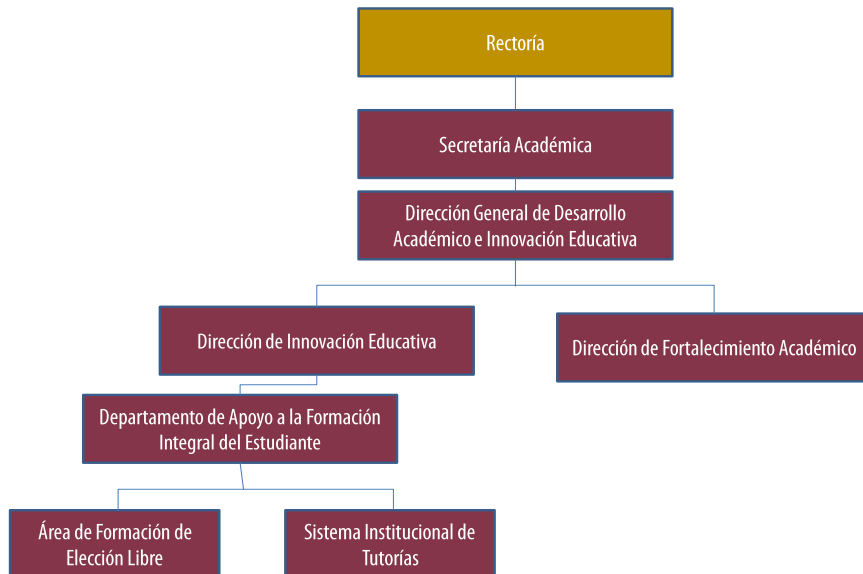 Rectoría
Secretaría Académica
Dirección General de Desarrollo
Académico e Innovación Educativa
Dirección de Innovación Educativa
Dirección de Fortalecimiento Académico
Departamento de Apoyo a la Formación
Integral del Estudiante
Área de Formación de
Elección Libre
Sistema Institucional de
Tutorías